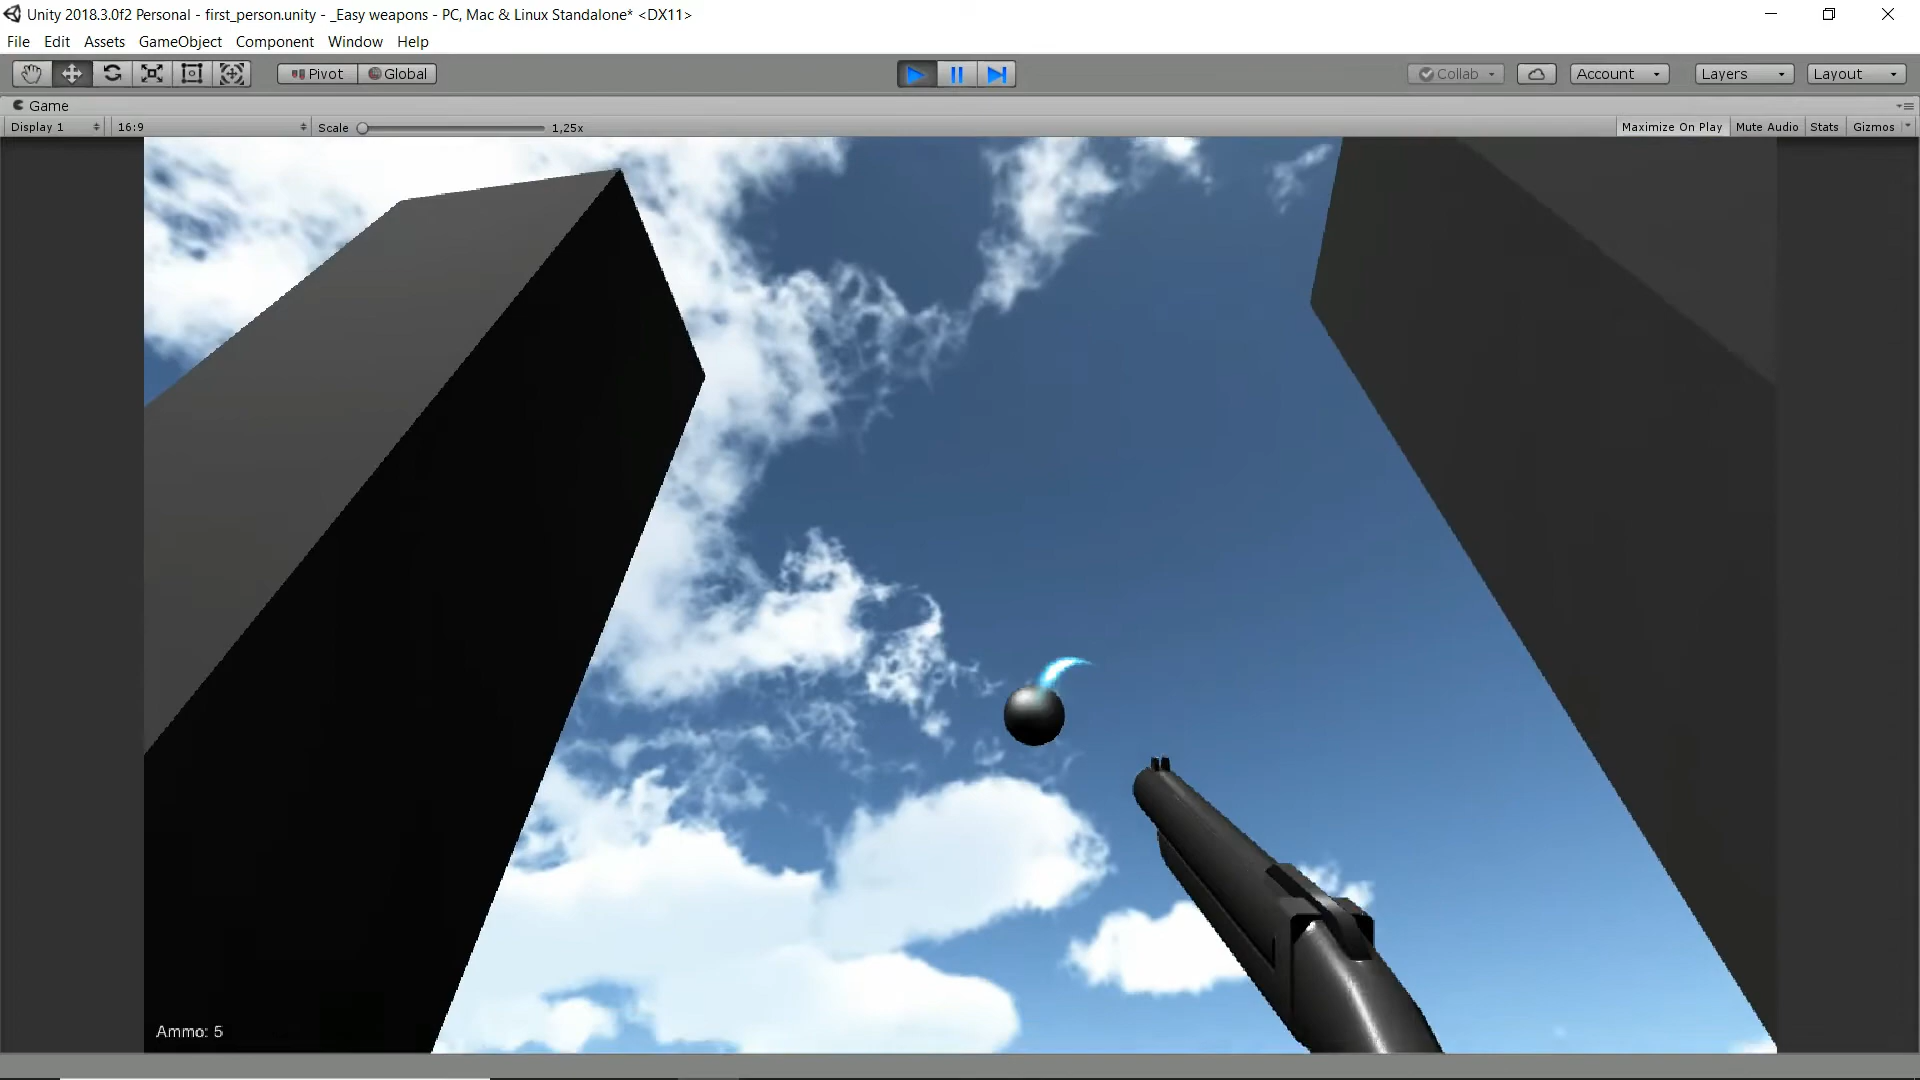 Unity 2018.3.0f2 Personal - first_person.unity - _Easy weapons - PC, Mac & Linux Standalone* <DX11>
File Edit Assets GameObject Component Window Help
Pivot Global Collab Account Layers Layout
Game
Display 1 16:9 Scale 1,25x Maximize On Play Mute Audio Stats Gizmos
Ammo: 5